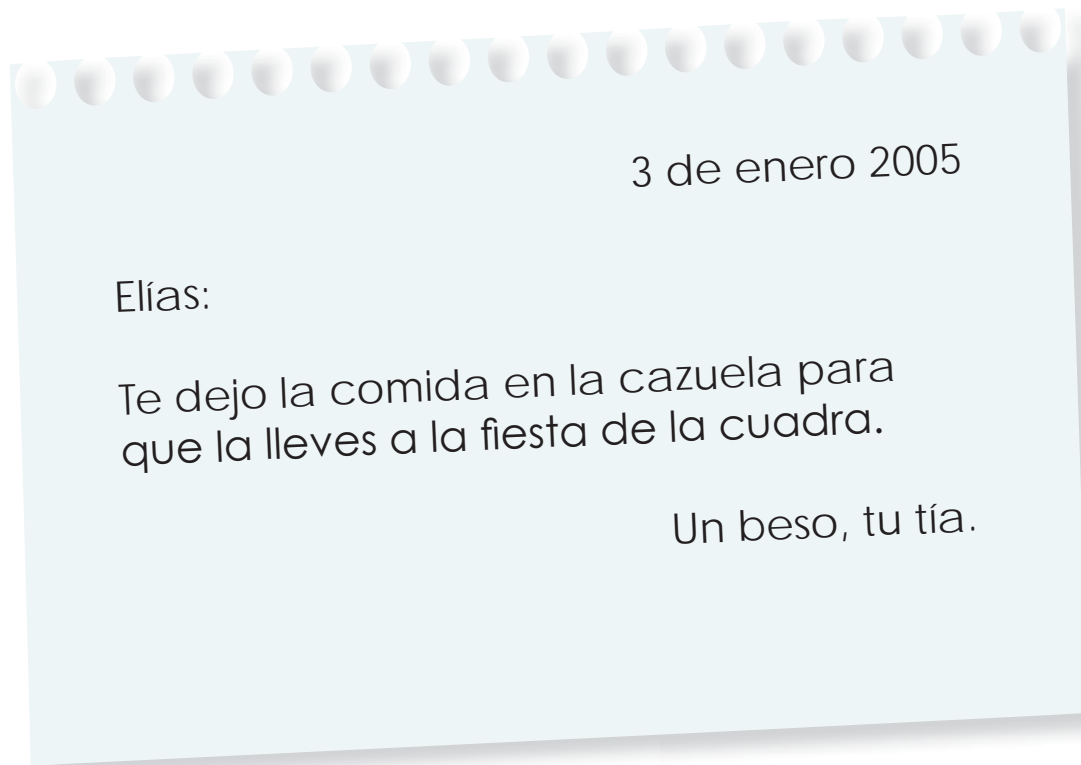 3 de enero 2005
Elías:
Te dejo la comida en la cazuela para
que la lleves a la fiesta de la cuadra.
Un beso, tu tía.